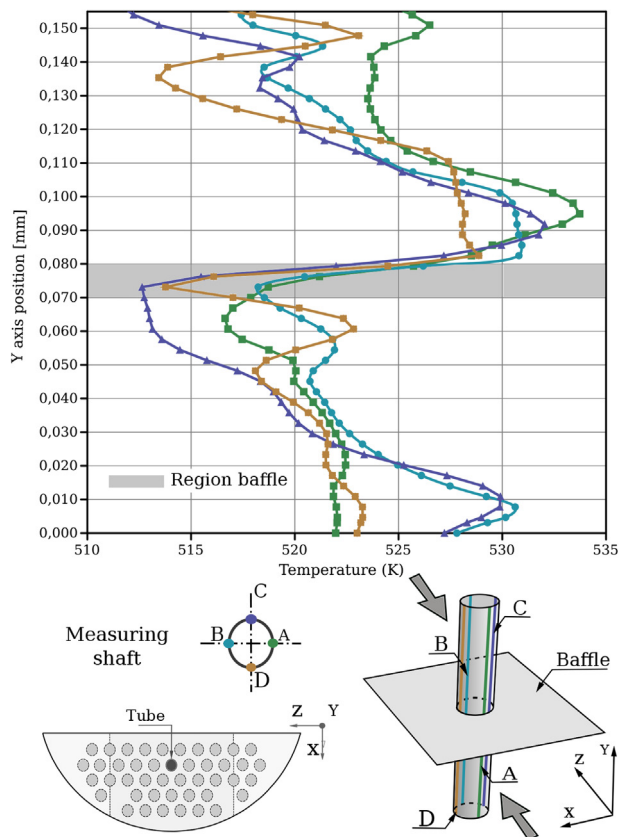 0,150
0,140
0,130
0,120
0,110
0,100
0,090
0,080
0,070
0,060
0,050
0,040
0,030
0,020
0,010
0,000
Y axis position [mm]
Region baffle
510 515 520 525 530 535
Temperature (K)
C
Measuring
shaft
B
A
D
Z
Y
X
Tube
C
B
Baffle
A
D
Y
Z
X